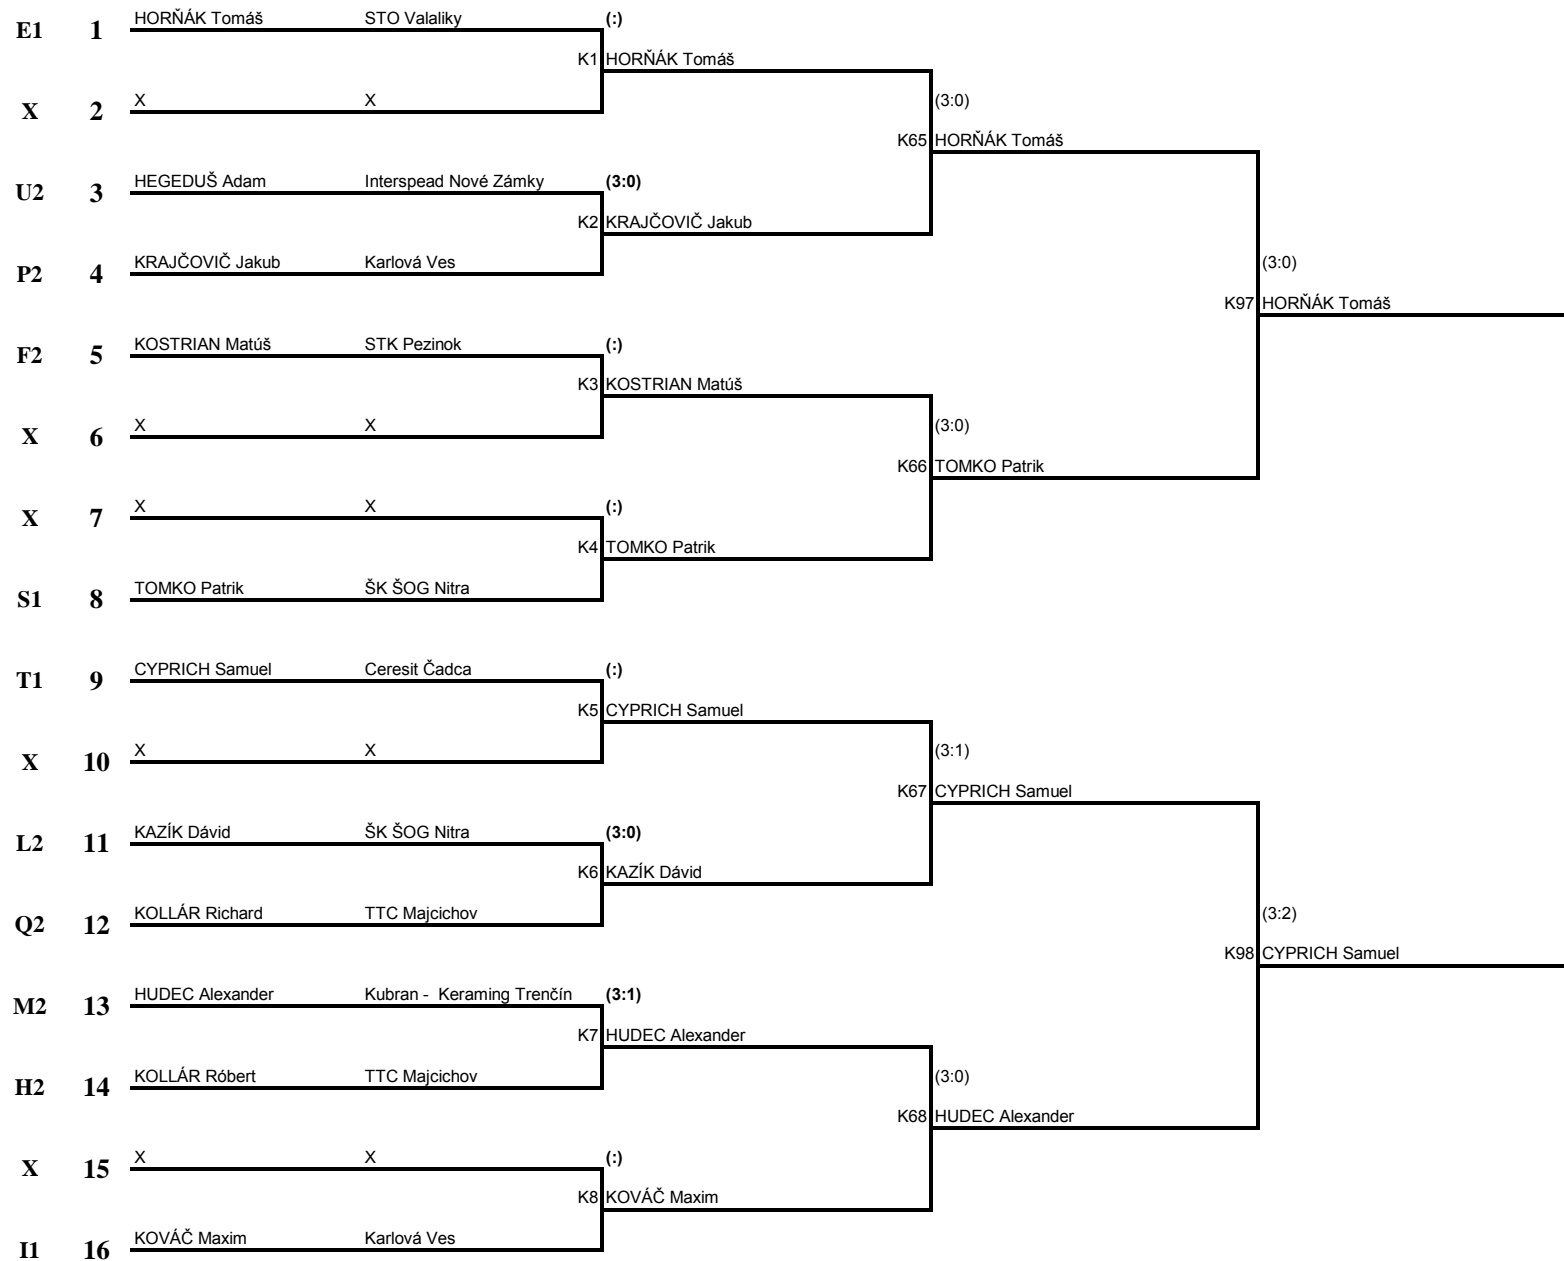 HORŇÁK Tomáš STO Valaliky (:)
E1 1
K1 HORŇÁK Tomáš
X 2 X X (3:0)
K65 HORŇÁK Tomáš
U2 3 HEGEDUŠ Adam Interspead Nové Zámky (3:0)
K2 KRAJČOVIČ Jakub
P2 4 KRAJČOVIČ Jakub Karlová Ves (3:0)
K97 HORŇÁK Tomáš
F2 5 KOSTRIAN Matúš STK Pezinok (:)
K3 KOSTRIAN Matúš
X 6 X X (3:0)
K66 TOMKO Patrik
X 7 X X (:)
K4 TOMKO Patrik
S1 8 TOMKO Patrik ŠK ŠOG Nitra
T1 9 CYPRICH Samuel Ceresit Čadca (:)
K5 CYPRICH Samuel
X 10 X X (3:1)
K67 CYPRICH Samuel
L2 11 KAZÍK Dávid ŠK ŠOG Nitra (3:0)
K6 KAZÍK Dávid
Q2 12 KOLLÁR Richard TTC Majcichov (3:2)
K98 CYPRICH Samuel
M2 13 HUDEC Alexander Kubran - Keraming Trenčín (3:1)
K7 HUDEC Alexander
H2 14 KOLLÁR Róbert TTC Majcichov (3:0)
K68 HUDEC Alexander
X 15 X X (:)
K8 KOVÁČ Maxim
I1 16 KOVÁČ Maxim Karlová Ves